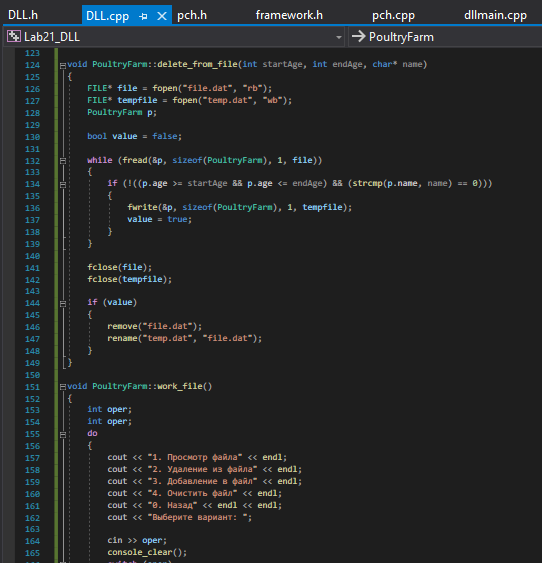 DLL.h DLL.cpp pch.h framework.h pch.cpp dllmain.cpp
Lab21_DLL PoultryFarm
123
124 void PoultryFarm::delete_from_file(int startAge, int endAge, char* name)
125 {
126 FILE* file = fopen("file.dat", "rb");
127 FILE* tempfile = fopen("temp.dat", "wb");
128 PoultryFarm p;
129
130 bool value = false;
131
132 while (fread(&p, sizeof(PoultryFarm), 1, file))
133 {
134 if (!((p.age >= startAge && p.age <= endAge) && (strcmp(p.name, name) == 0)))
135 {
136 fwrite(&p, sizeof(PoultryFarm), 1, tempfile);
137 value = true;
138 }
139 }
140
141 fclose(file);
142 fclose(tempfile);
143
144 if (value)
145 {
146 remove("file.dat");
147 rename("temp.dat", "file.dat");
148 }
149 }
150
151 void PoultryFarm::work_file()
152 {
153 int oper;
154 int oper;
155 do
156 {
157 cout << "1. Просмотр файла" << endl;
158 cout << "2. Удаление из файла" << endl;
159 cout << "3. Добавление в файл" << endl;
160 cout << "4. Очистить файл" << endl;
161 cout << "0. Назад" << endl << endl;
162 cout << "Выберите вариант: ";
163
164 cin >> oper;
165 console_clear();